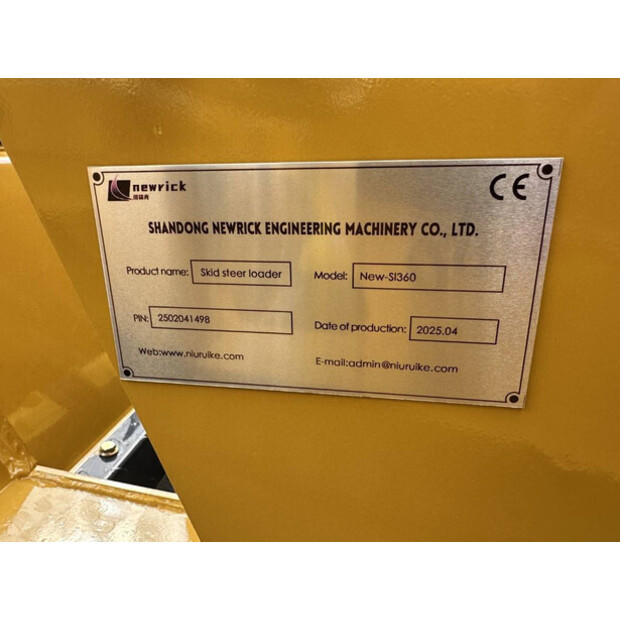 newrick
CE
SHANDONG NEWRICK ENGINEERING MACHINERY CO., LTD.
Product name: Skid steer loader
Model: New-Sl360
PIN: 2502041498
Date of production: 2025.04
Web:www.niuruike.com
E-mail:admin@niuruike.com